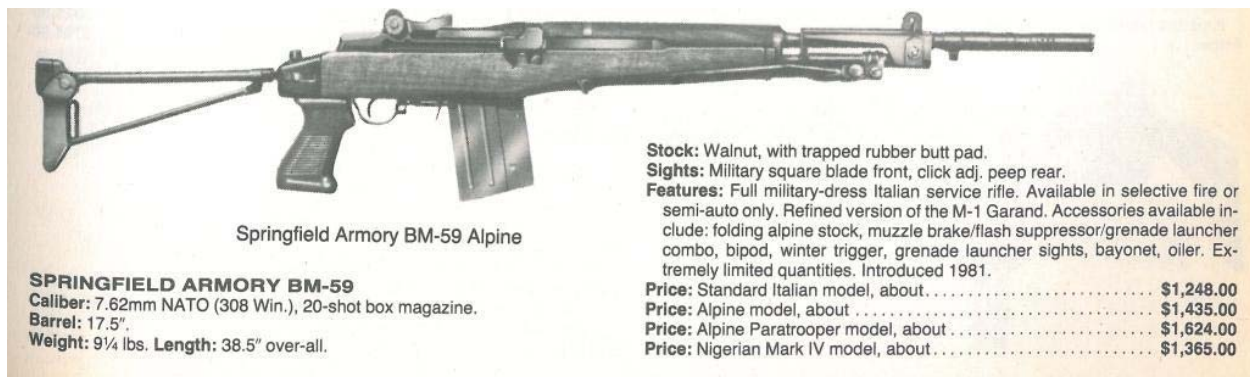 Springfield Armory BM-59 Alpine
SPRINGFIELD ARMORY BM-59
Caliber: 7.62mm NATO (308 Win.), 20-shot box magazine.
Barrel: 17.5".
Weight: 9¼ lbs. Length: 38.5" over-all.
Stock: Walnut, with trapped rubber butt pad.
Sights: Military square blade front, click adj. peep rear.
Features: Full military-dress Italian service rifle. Available in selective fire or
semi-auto only. Refined version of the M-1 Garand. Accessories available in-
clude: folding alpine stock, muzzle brake/flash suppressor/grenade launcher
combo, bipod, winter trigger, grenade launcher sights, bayonet, oiler. Ex-
tremely limited quantities. Introduced 1981.
Price: Standard Italian model, about............................ $1,248.00
Price: Alpine model, about .................................... $1,435.00
Price: Alpine Paratrooper model, about ......................... $1,624.00
Price: Nigerian Mark IV model, about........................... $1,365.00